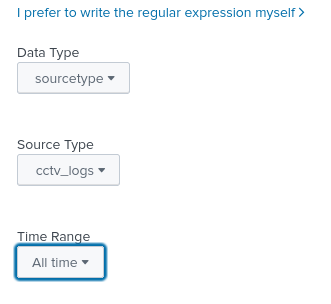 I prefer to write the regular expression myself >
Data Type
sourcetype
Source Type
cctv_logs
Time Range
All time